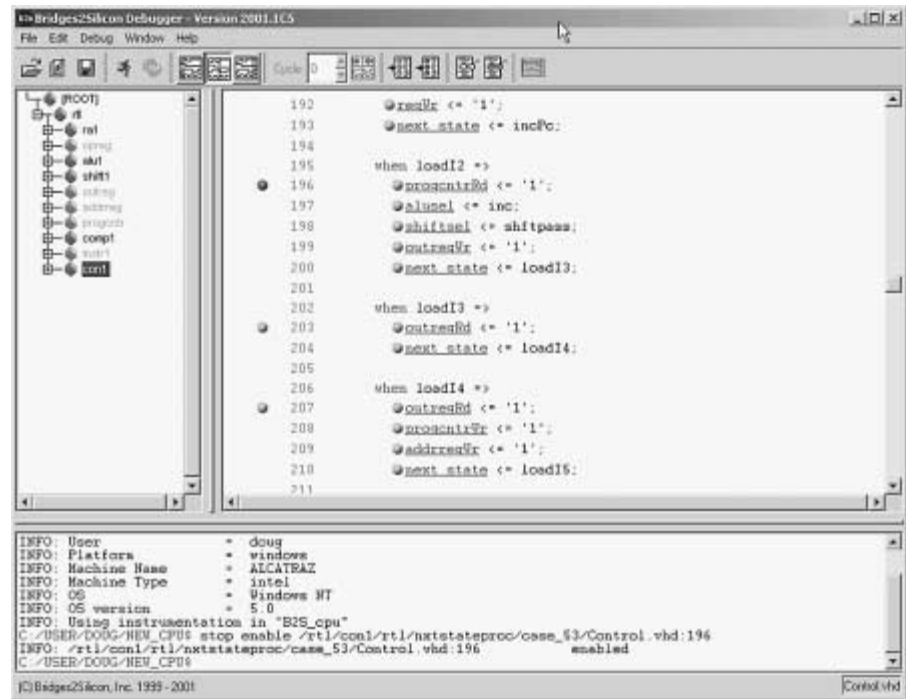 Bridges2Silicon Debugger - Version 2001.1C5
File Edit Debug Window Help
Cycle 0
[ROOT]
rtl
alut
shift1
comp1
con1
192 reqWr <= '1';
193 next_state <= incPc;
194
195 when loadI2 =>
196 progcntrRd <= '1';
197 alusel <= inc;
198 shiftsel <= shftpass;
199 outregWr <= '1';
200 next_state <= loadI3;
201
202 when loadI3 =>
203 outregRd <= '1';
204 next_state <= loadI4;
205
206 when loadI4 =>
207 outregRd <= '1';
208 progcntrWr <= '1';
209 addrregWr <= '1';
210 next_state <= loadI5;
211
INFO: User = doug
INFO: Platform = windows
INFO: Machine Name = ALCATRAZ
INFO: Machine Type = intel
INFO: OS = Windows NT
INFO: OS version = 5.0
INFO: Using instrumentation in "B2S_cpu"
C:/USER/DOUG/NEW_CPU$ stop enable /rtl/con1/rtl/nxtstateproc/case_53/Control.vhd:196
INFO: /rtl/con1/rtl/nxtstateproc/case_53/Control.vhd:196 enabled
C:/USER/DOUG/NEW_CPU$
(C) Bridges2Silicon, Inc. 1999 - 2001
Control.vhd